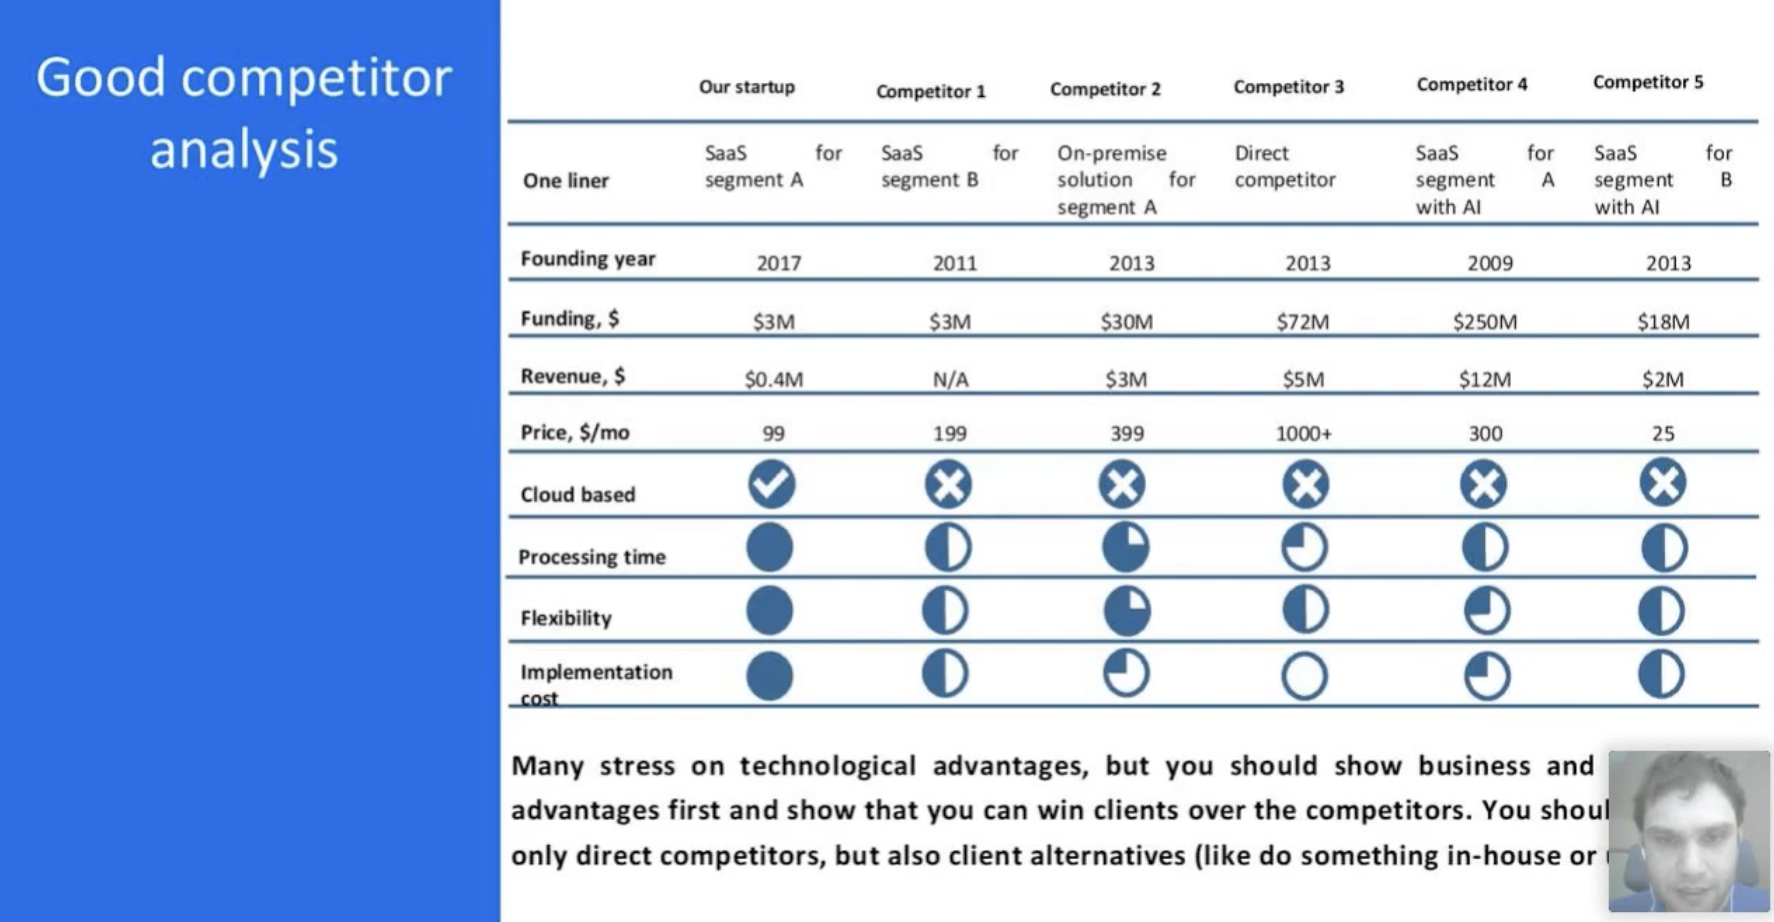 Good competitor
analysis
Our startup Competitor 1 Competitor 2 Competitor 3 Competitor 4 Competitor 5
One liner
SaaS for
segment A
SaaS for
segment B
On-premise
solution for
segment A
Direct
competitor
SaaS for
segment A
with AI
SaaS for
segment B
with AI
Founding year 2017 2011 2013 2013 2009 2013
Funding, $ $3M $3M $30M $72M $250M $18M
Revenue, $ $0.4M N/A $3M $5M $12M $2M
Price, $/mo 99 199 399 1000+ 300 25
Cloud based
Processing time
Flexibility
Implementation
cost
Many stress on technological advantages, but you should show business and
advantages first and show that you can win clients over the competitors. You
only direct competitors, but also client alternatives (like do something in-house or